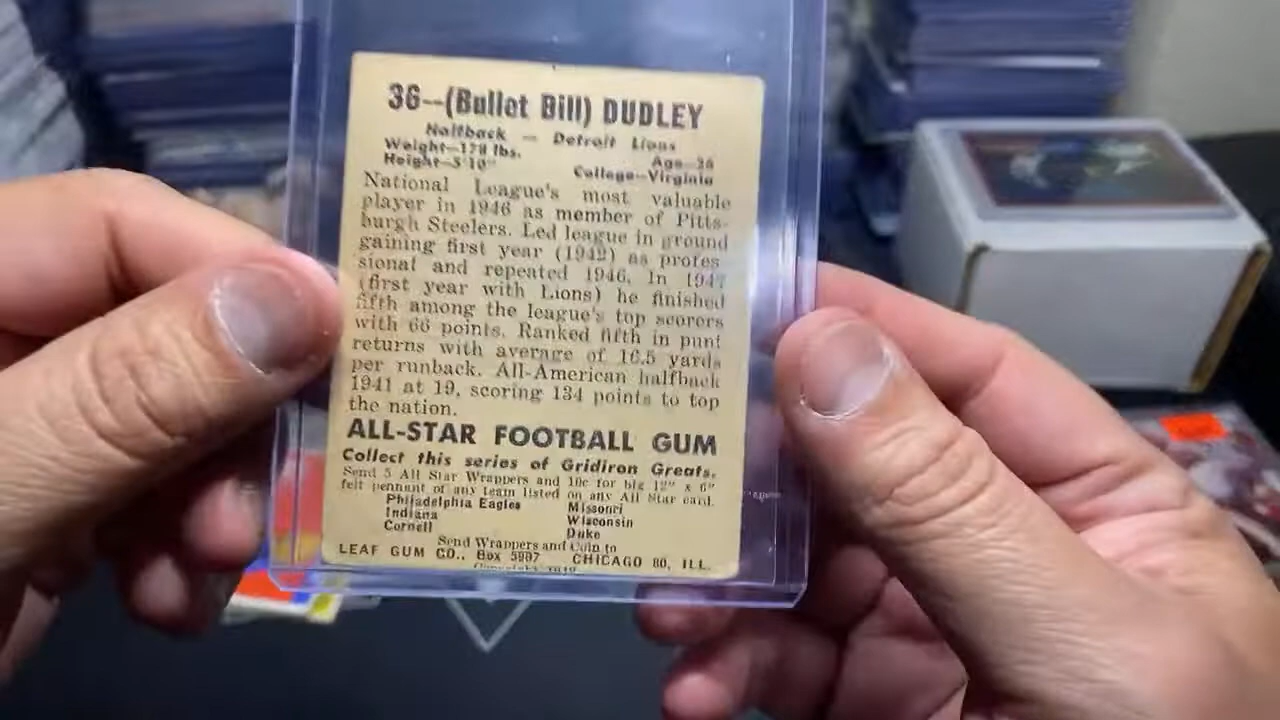 36--(Bullet Bill) DUDLEY
Halfback — Detroit Lions
Weight—178 lbs. Age—26
Height—5'10" College—Virginia
National League's most valuable
player in 1946 as member of Pitts-
burgh Steelers. Led league in ground
gaining first year (1942) as profes
sional and repeated 1946. In 1947
(first year with Lions) he finished
fifth among the league's top scorers
with 66 points. Ranked fifth in punt
returns with average of 16.5 yards
per runback. All-American halfback
1941 at 19, scoring 134 points to top
the nation.
ALL-STAR FOOTBALL GUM
Collect this series of Gridiron Greats.
Send 5 All Star Wrappers and 10c for big 12" x 6"
felt pennant of any team listed on any All Star card.
Philadelphia Eagles Missouri
Indiana Wisconsin
Cornell Duke
Send Wrappers and Coin to
LEAF GUM CO., Box 5907 CHICAGO 80, ILL.